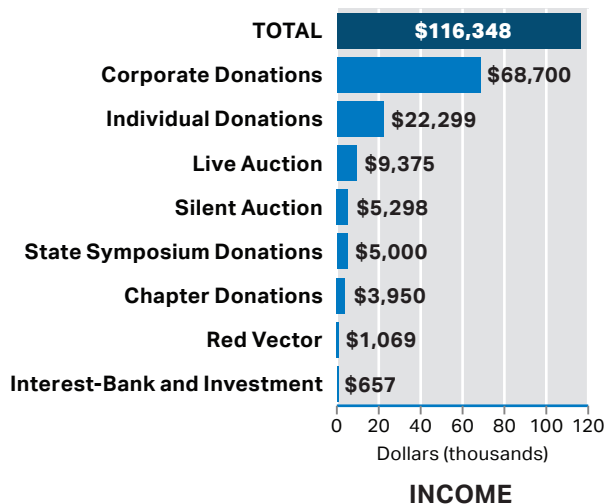 TOTAL $116,348
Corporate Donations $68,700
Individual Donations $22,299
Live Auction $9,375
Silent Auction $5,298
State Symposium Donations $5,000
Chapter Donations $3,950
Red Vector $1,069
Interest-Bank and Investment $657
0 20 40 60 80 100 120
Dollars (thousands)
INCOME